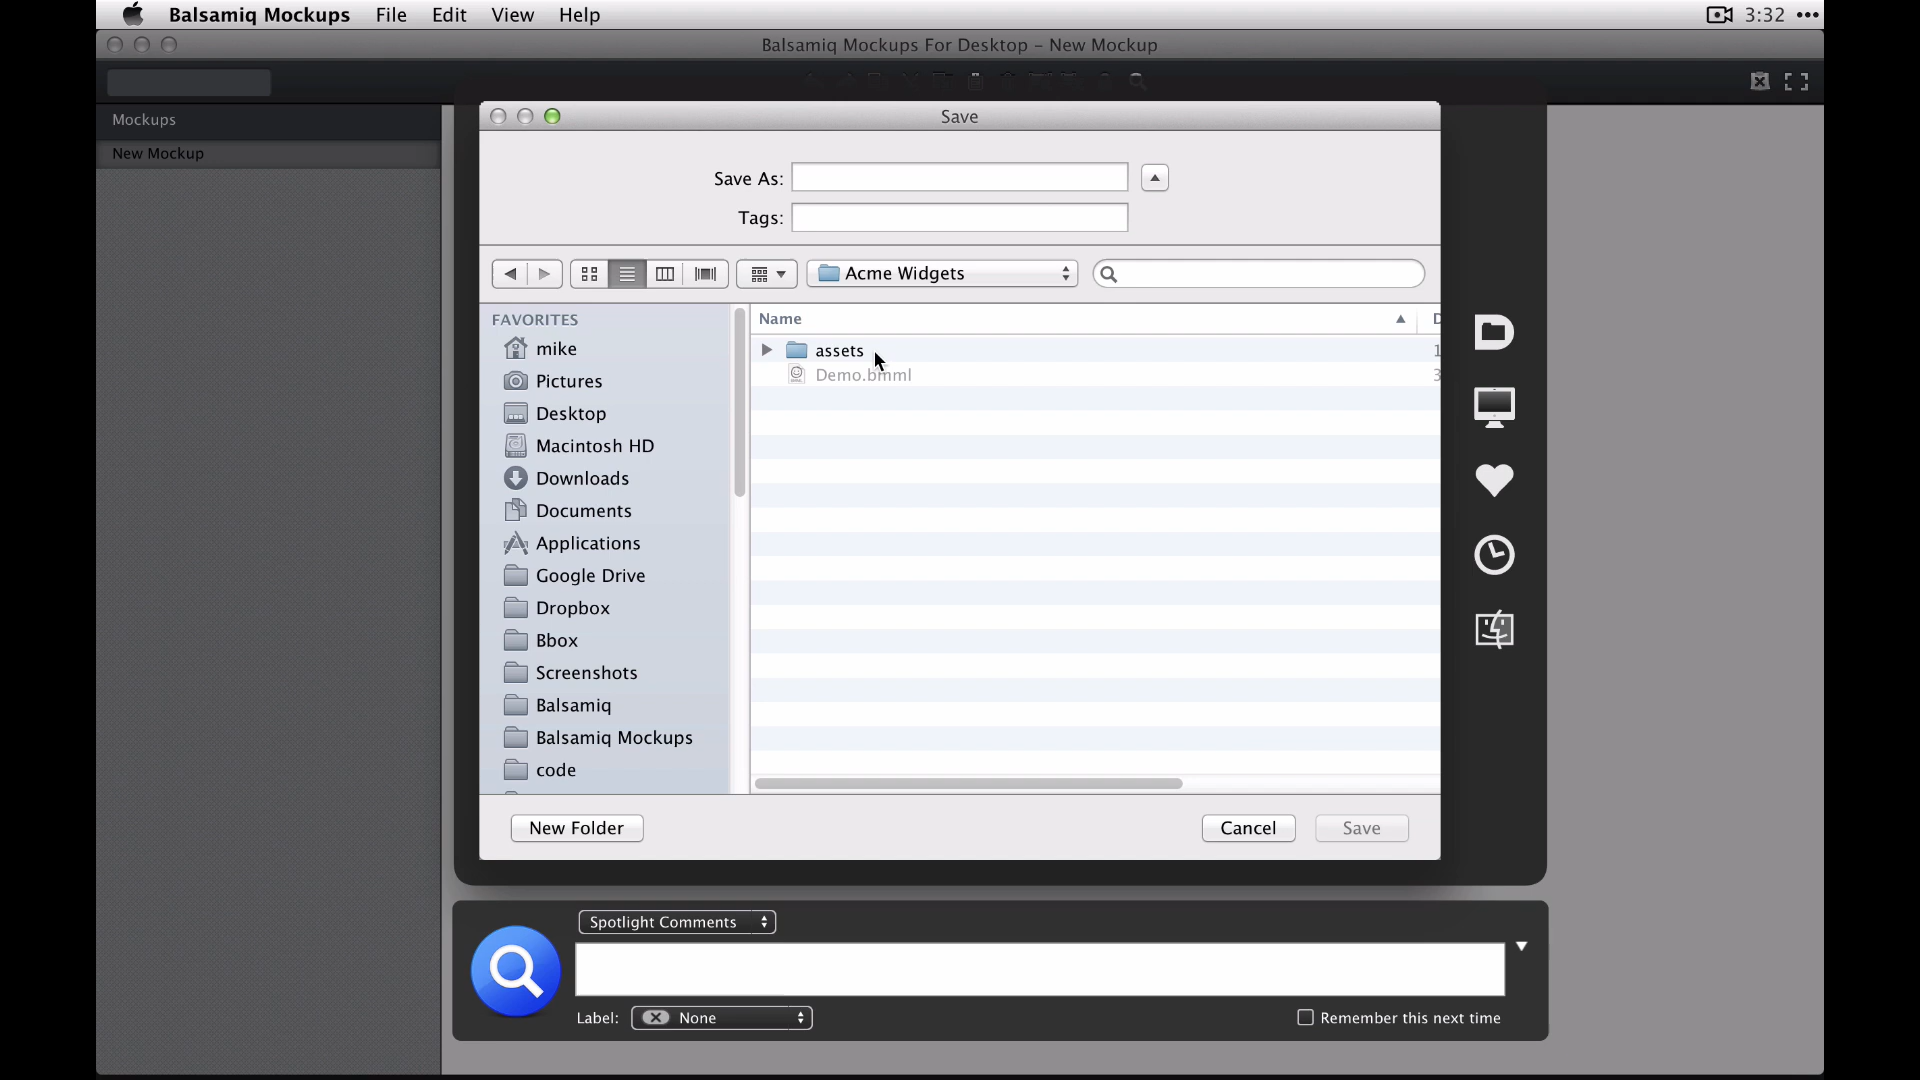 Balsamiq Mockups File Edit View Help 3:32
Balsamiq Mockups For Desktop – New Mockup
Mockups
New Mockup
Save
Save As:
Tags:
Acme Widgets
FAVORITES
mike
Pictures
Desktop
Macintosh HD
Downloads
Documents
Applications
Google Drive
Dropbox
Bbox
Screenshots
Balsamiq
Balsamiq Mockups
code
Name
assets
Demo.bmml
New Folder Cancel Save
Spotlight Comments
Label: None Remember this next time